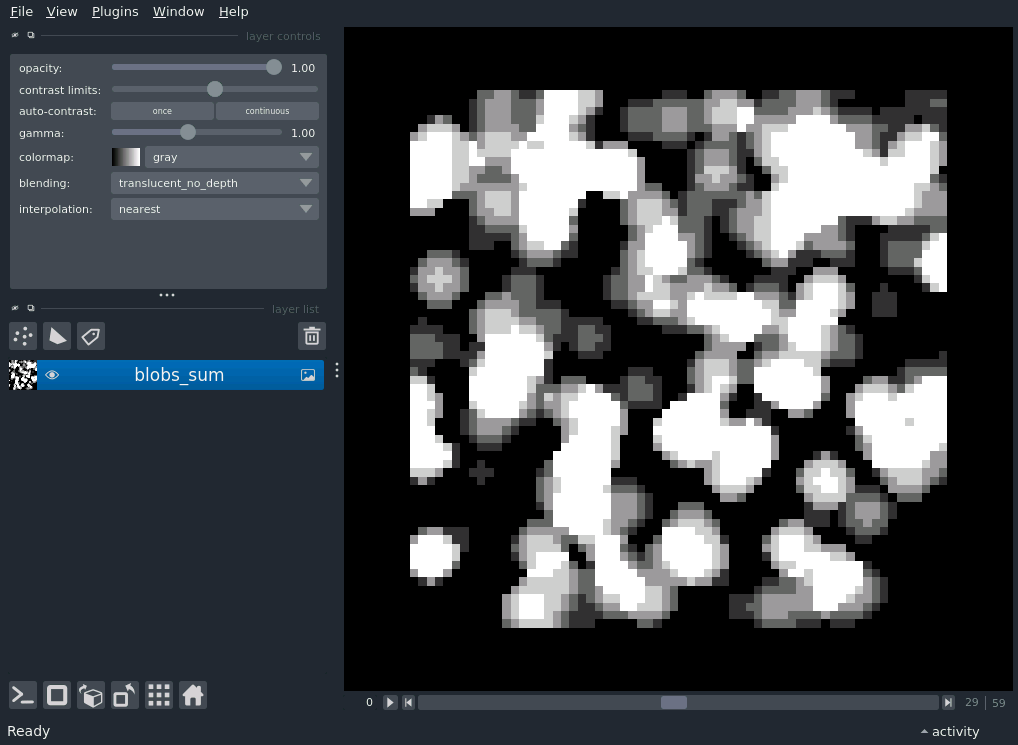 File View Plugins Window Help
layer controls
opacity: 1.00
contrast limits:
auto-contrast: once continuous
gamma: 1.00
colormap: gray
blending: translucent_no_depth
interpolation: nearest
layer list
blobs_sum
0 29 59
Ready activity